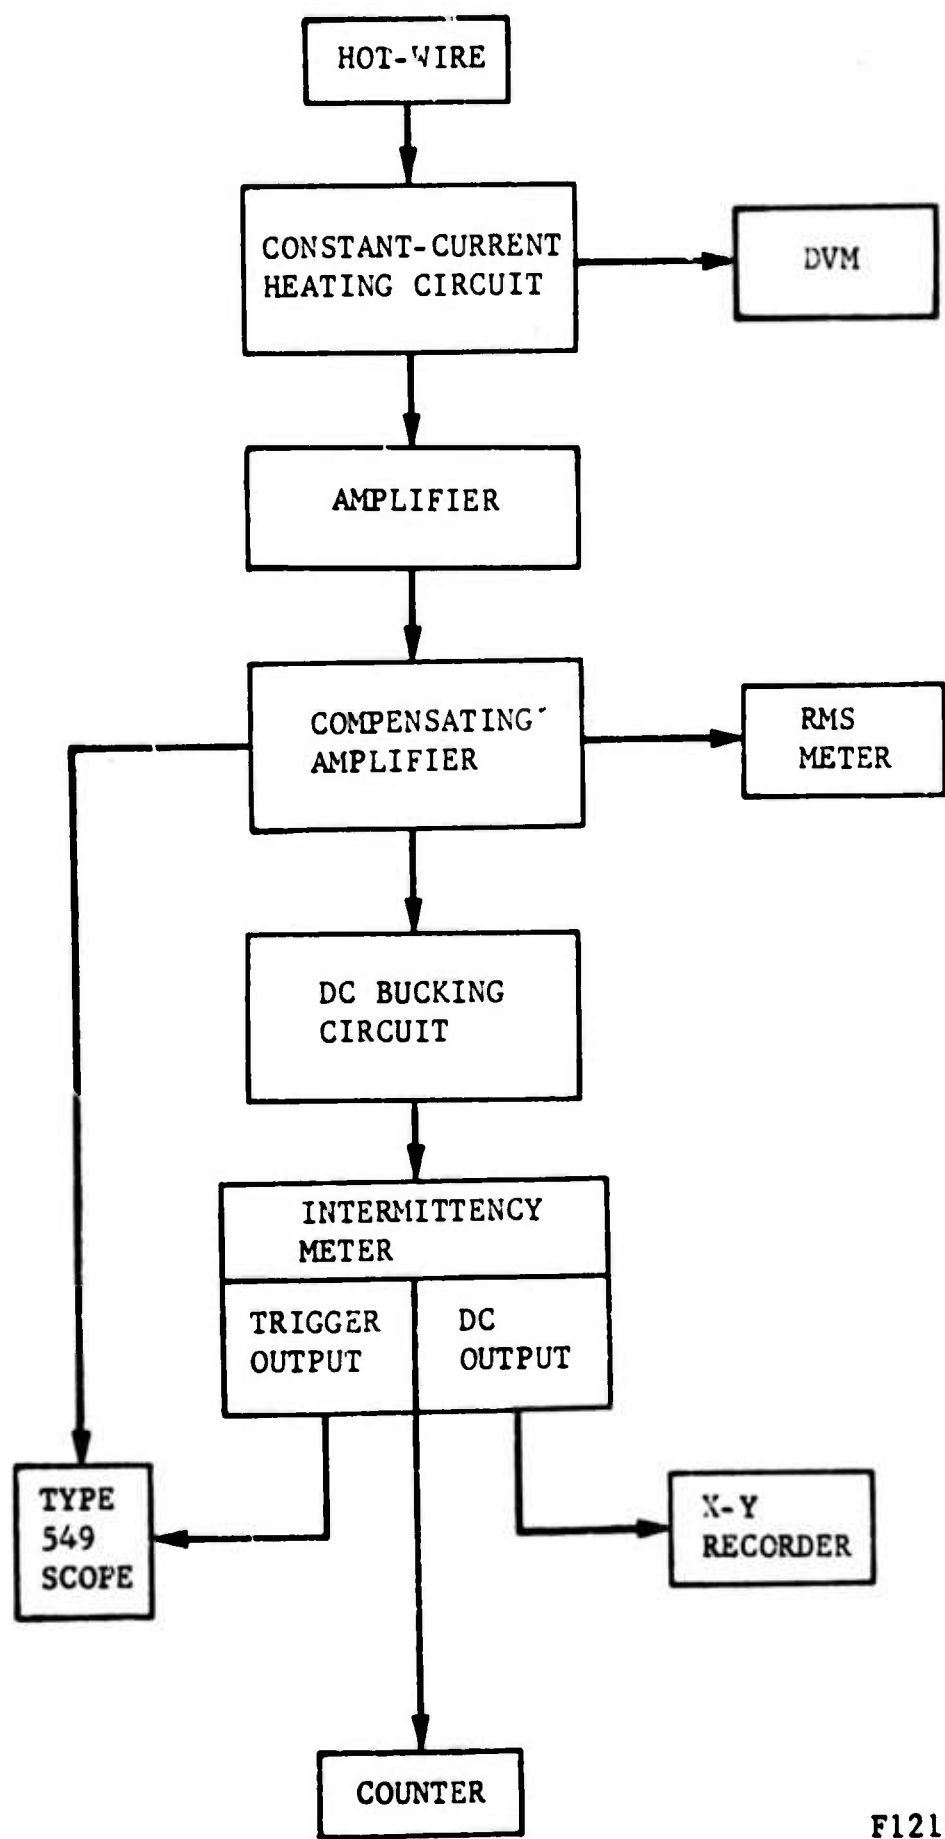 HOT-WIRE
CONSTANT-CURRENT
HEATING CIRCUIT
DVM
AMPLIFIER
COMPENSATING
AMPLIFIER
RMS
METER
DC BUCKING
CIRCUIT
INTERMITTENCY
METER
TRIGGER
OUTPUT
DC
OUTPUT
TYPE
549
SCOPE
X-Y
RECORDER
COUNTER
F121